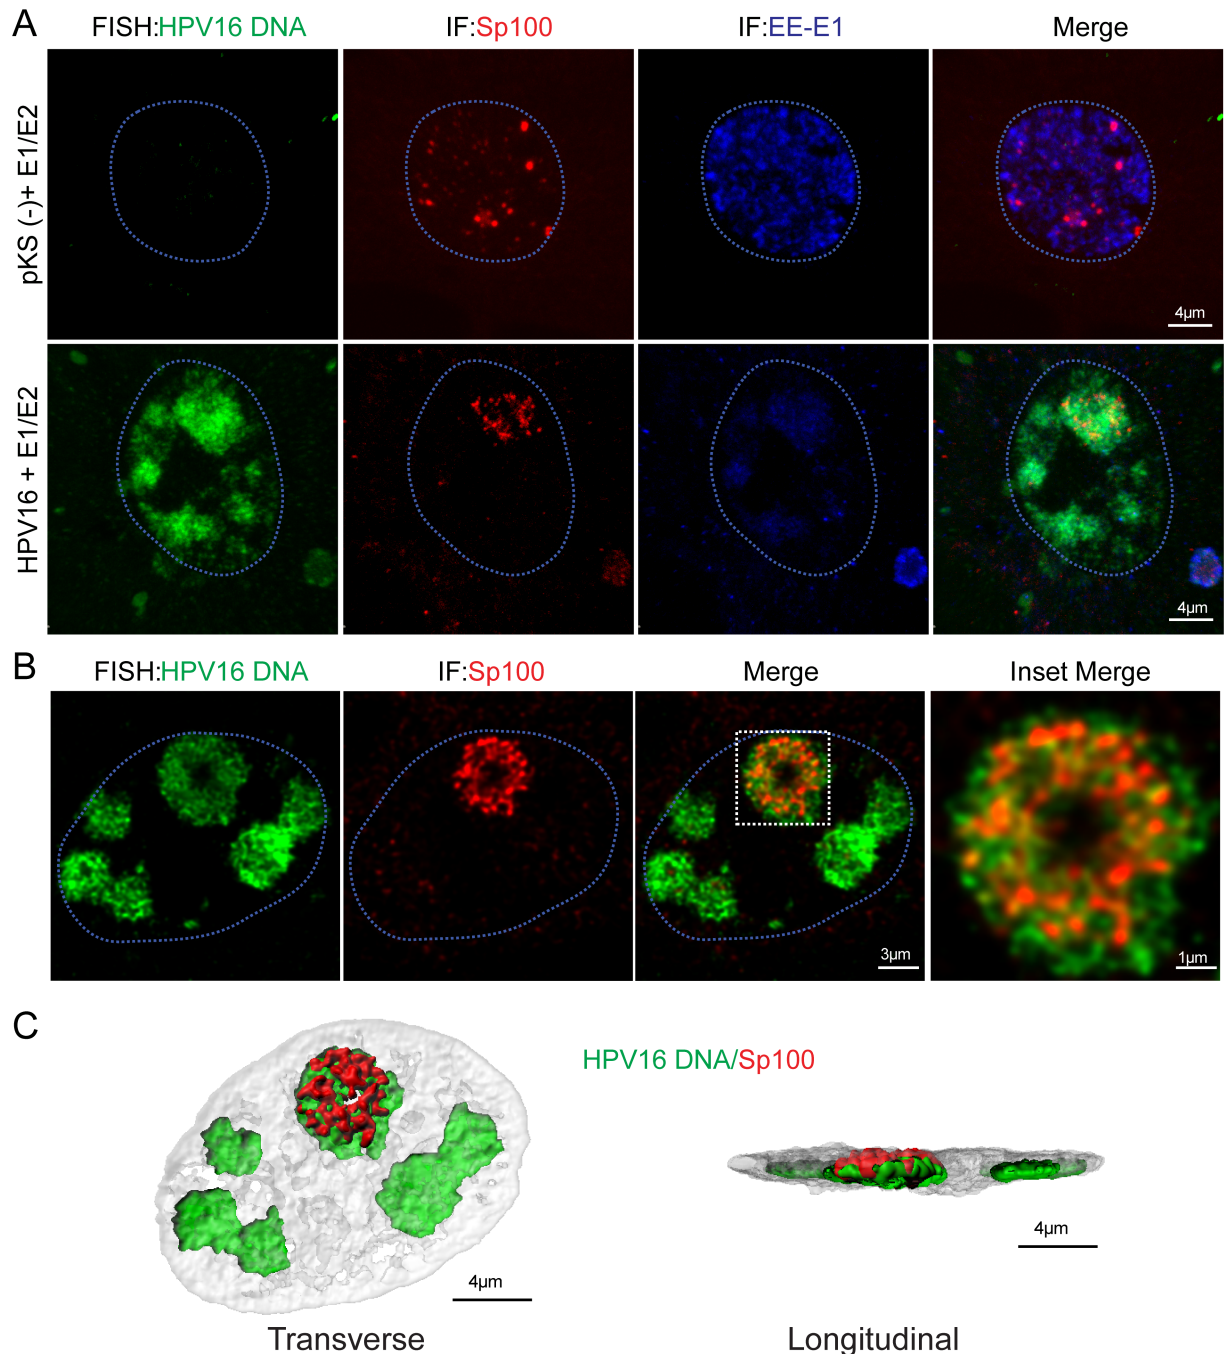 A
FISH:HPV16 DNA IF:Sp100 IF:EE-E1 Merge
pKS (-)+ E1/E2
4µm
HPV16 + E1/E2
4µm
B
FISH:HPV16 DNA IF:Sp100 Merge Inset Merge
3µm 1µm
C
HPV16 DNA/Sp100
4µm
4µm
Transverse Longitudinal